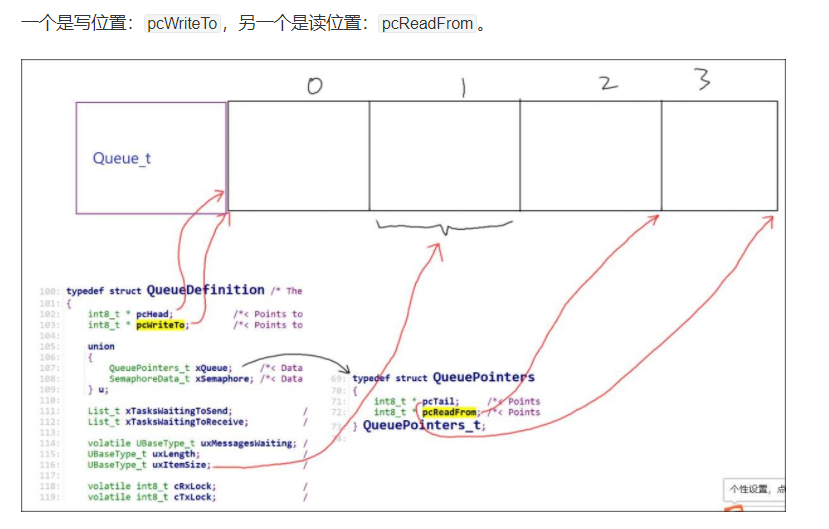 一个是写位置：pcWriteTo，另一个是读位置：pcReadFrom。
0 1 2 3
Queue_t
100: typedef struct QueueDefinition /* The
101: {
102: int8_t * pcHead; /*< Points to
103: int8_t * pcWriteTo; /*< Points to
104:
105: union
106: {
107: QueuePointers_t xQueue; /*< Data
108: SemaphoreData_t xSemaphore; /*< Data
109: } u;
110:
111: List_t xTasksWaitingToSend; /
112: List_t xTasksWaitingToReceive; /
113:
114: volatile UBaseType_t uxMessagesWaiting; /
115: UBaseType_t uxLength; /
116: UBaseType_t uxItemSize; /
117:
118: volatile int8_t cRxLock; /
119: volatile int8_t cTxLock; /
69: typedef struct QueuePointers
70: {
71: int8_t * pcTail; /*< Points
72: int8_t * pcReadFrom; /*< Points
73: } QueuePointers_t;
个性设置，点